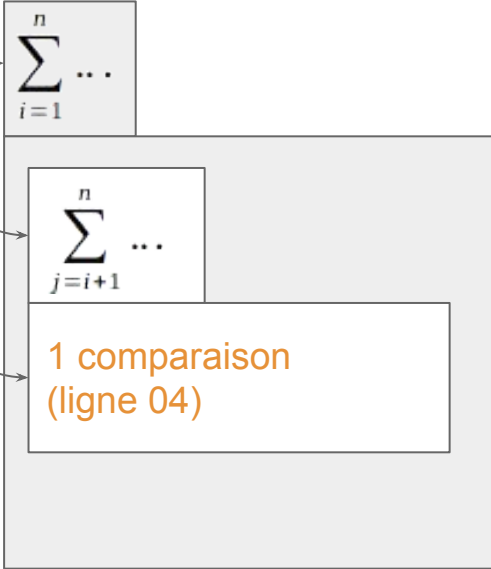 n
∑ ...
i=1
n
∑ ...
j=i+1
1 comparaison
(ligne 04)